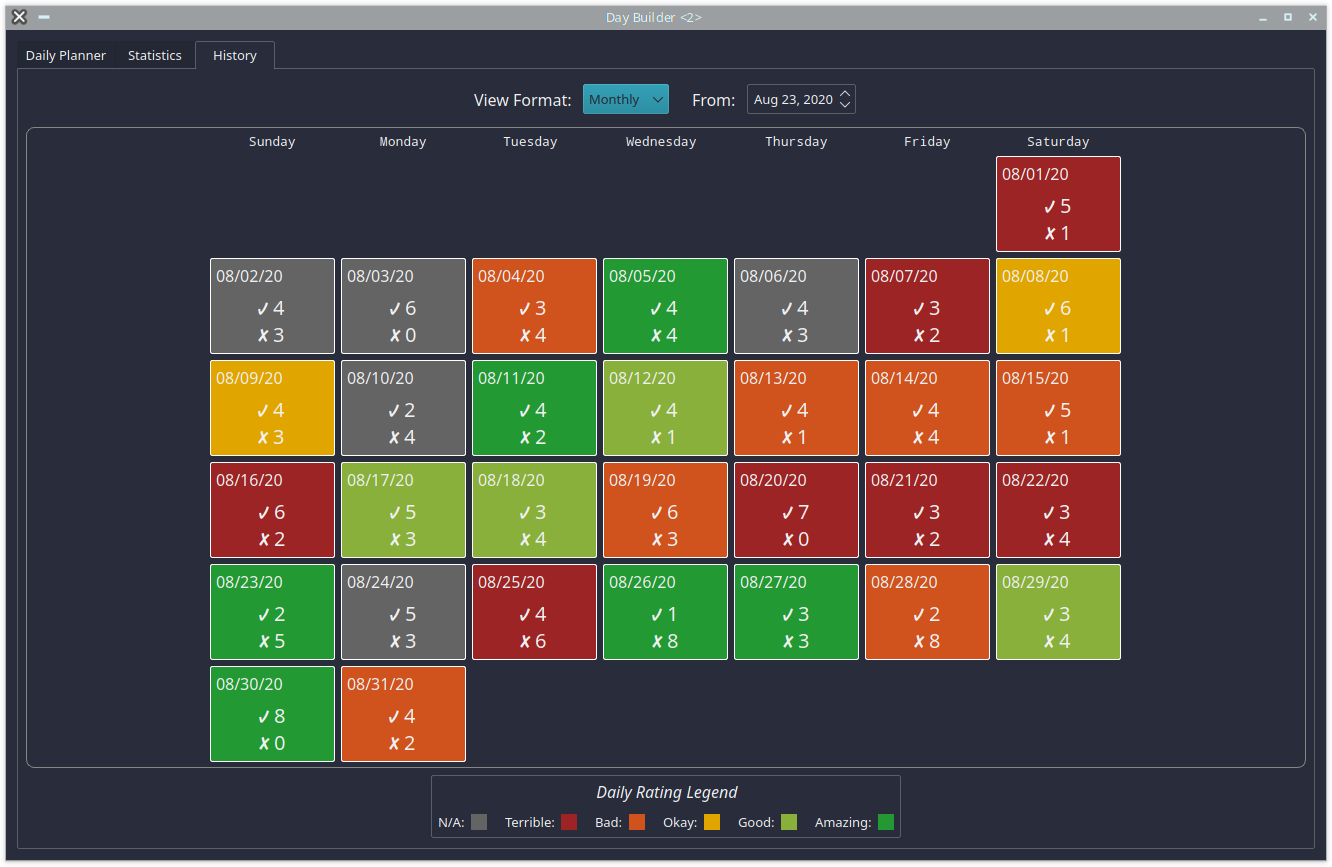 Day Builder <2>
Daily Planner Statistics History
View Format: Monthly From: Aug 23, 2020
Sunday Monday Tuesday Wednesday Thursday Friday Saturday
08/01/20
✓ 5
✗ 1
08/02/20 08/03/20 08/04/20 08/05/20 08/06/20 08/07/20 08/08/20
✓ 4 ✓ 6 ✓ 3 ✓ 4 ✓ 4 ✓ 3 ✓ 6
✗ 3 ✗ 0 ✗ 4 ✗ 4 ✗ 3 ✗ 2 ✗ 1
08/09/20 08/10/20 08/11/20 08/12/20 08/13/20 08/14/20 08/15/20
✓ 4 ✓ 2 ✓ 4 ✓ 4 ✓ 4 ✓ 4 ✓ 5
✗ 3 ✗ 4 ✗ 2 ✗ 1 ✗ 1 ✗ 4 ✗ 1
08/16/20 08/17/20 08/18/20 08/19/20 08/20/20 08/21/20 08/22/20
✓ 6 ✓ 5 ✓ 3 ✓ 6 ✓ 7 ✓ 3 ✓ 3
✗ 2 ✗ 3 ✗ 4 ✗ 3 ✗ 0 ✗ 2 ✗ 4
08/23/20 08/24/20 08/25/20 08/26/20 08/27/20 08/28/20 08/29/20
✓ 2 ✓ 5 ✓ 4 ✓ 1 ✓ 3 ✓ 2 ✓ 3
✗ 5 ✗ 3 ✗ 6 ✗ 8 ✗ 3 ✗ 8 ✗ 4
08/30/20 08/31/20
✓ 8 ✓ 4
✗ 0 ✗ 2
Daily Rating Legend
N/A: Terrible: Bad: Okay: Good: Amazing: